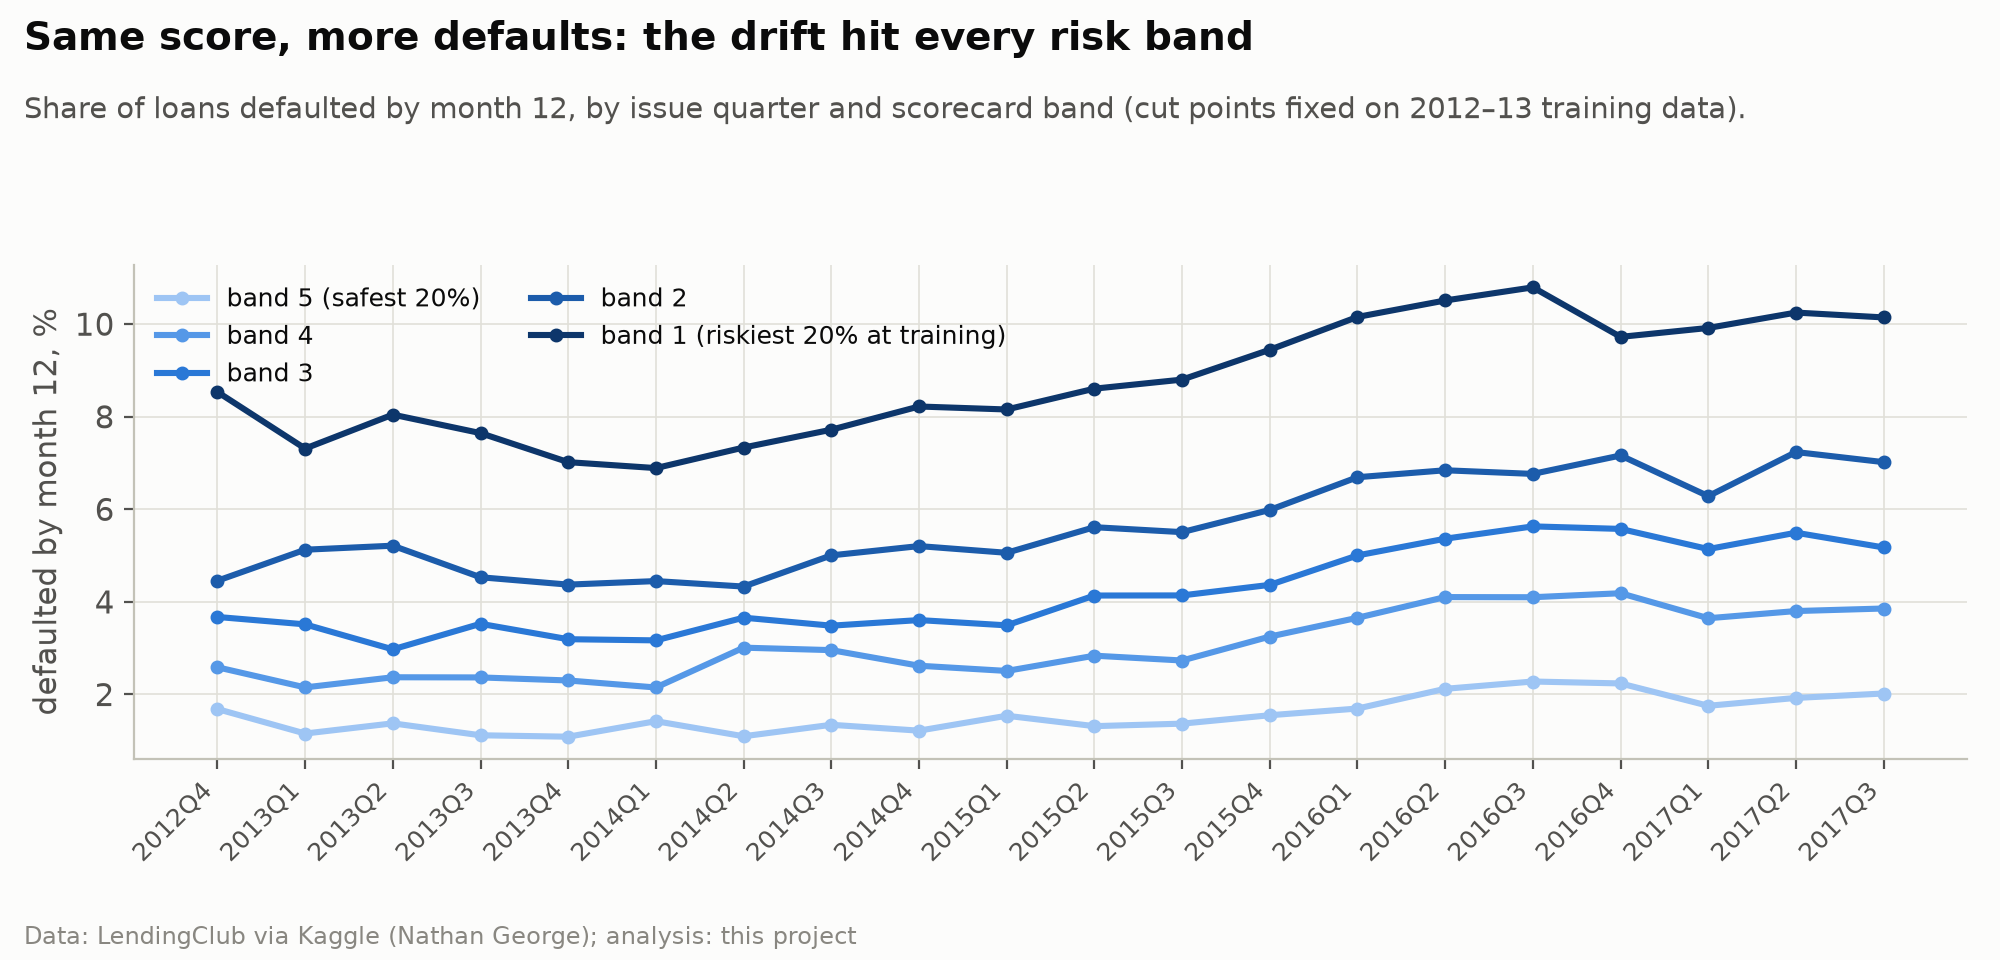 Same score, more defaults: the drift hit every risk band
Share of loans defaulted by month 12, by issue quarter and scorecard band (cut points fixed on 2012–13 training data).
band 5 (safest 20%)
band 4
band 3
band 2
band 1 (riskiest 20% at training)
defaulted by month 12, %
10
8
6
4
2
2012Q4
2013Q1
2013Q2
2013Q3
2013Q4
2014Q1
2014Q2
2014Q3
2014Q4
2015Q1
2015Q2
2015Q3
2015Q4
2016Q1
2016Q2
2016Q3
2016Q4
2017Q1
2017Q2
2017Q3
Data: LendingClub via Kaggle (Nathan George); analysis: this project